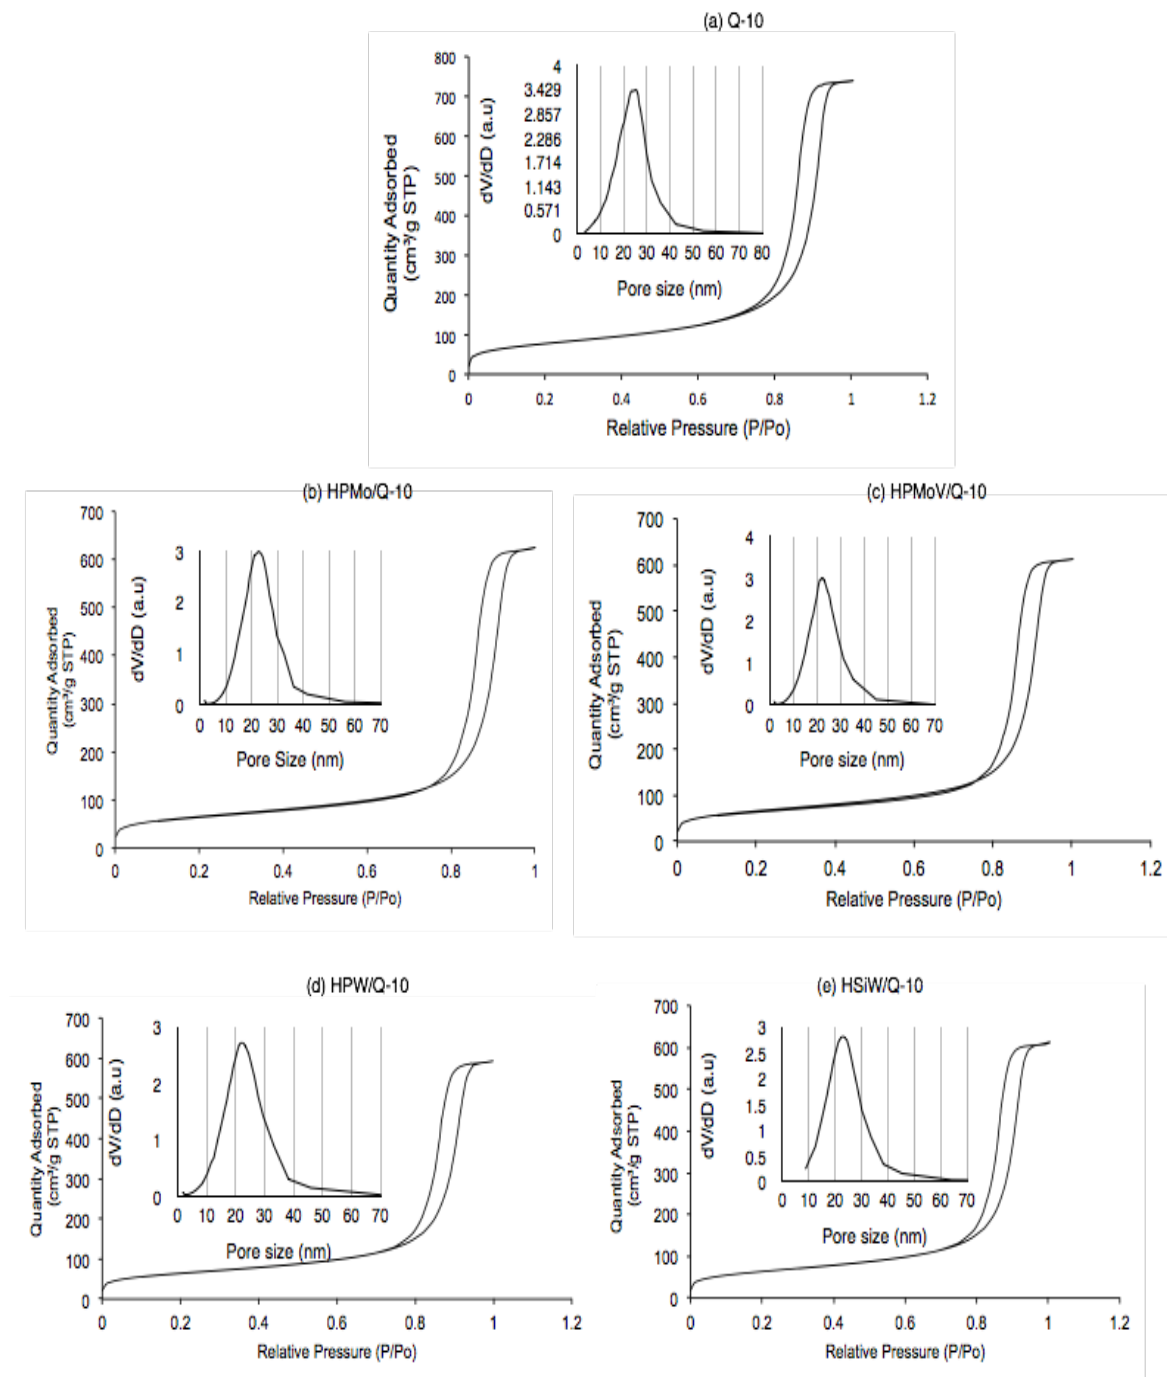 (a) Q-10
800
700
600
500
400
300
200
100
0
Quantity Adsorbed
(cm³/g STP)
dV/dD (a.u)
4
3.429
2.857
2.286
1.714
1.143
0.571
0
0 10 20 30 40 50 60 70 80
Pore size (nm)
0 0.2 0.4 0.6 0.8 1 1.2
Relative Pressure (P/Po)
(b) HPMo/Q-10
700
600
500
400
300
200
100
0
Quantity Adsorbed
(cm³/g STP)
dV/dD (a.u)
3
2
1
0
0 10 20 30 40 50 60 70
Pore Size (nm)
0 0.2 0.4 0.6 0.8 1
Relative Pressure (P/Po)
(c) HPMoV/Q-10
700
600
500
400
300
200
100
0
Quantity Adsorbed
(cm³/g STP)
dV/dD (a.u)
4
3
2
1
0
0 10 20 30 40 50 60 70
Pore size (nm)
0 0.2 0.4 0.6 0.8 1 1.2
Relative Pressure (P/Po)
(d) HPW/Q-10
700
600
500
400
300
200
100
0
Quantity Adsorbed
(cm³/g STP)
dV/dD (a.u)
3
2
1
0
0 10 20 30 40 50 60 70
Pore size (nm)
0 0.2 0.4 0.6 0.8 1 1.2
Relative Pressure (P/Po)
(e) HSiW/Q-10
700
600
500
400
300
200
100
0
Quantity Adsorbed
(cm³/g STP)
dV/dD (a.u)
3
2.5
2
1.5
1
0.5
0
0 10 20 30 40 50 60 70
Pore size (nm)
0 0.2 0.4 0.6 0.8 1 1.2
Relative Pressure (P/Po)